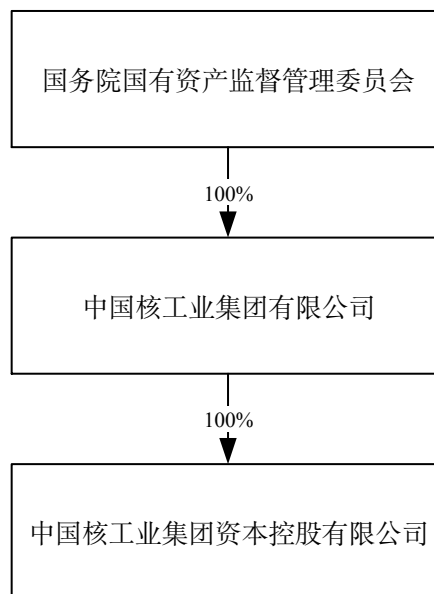 国务院国有资产监督管理委员会
100%
中国核工业集团有限公司
100%
中国核工业集团资本控股有限公司